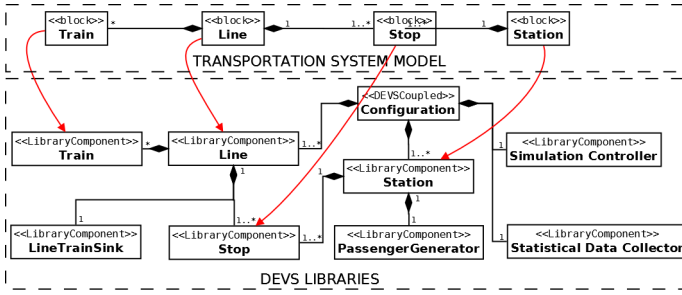 <<block>>
Train
* 
<<block>>
Line
1
1..*
<<block>>
Stop
1..*
1
<<block>>
Station
TRANSPORTATION SYSTEM MODEL
<<DEVSCoupled>>
Configuration
1..*
1
<<LibraryComponent>>
Train
*
<<LibraryComponent>>
Line
1
1..*
<<LibraryComponent>>
Station
1
1
<<LibraryComponent>>
Simulation Controller
1
1..*
1..*
1
1
<<LibraryComponent>>
LineTrainSink
<<LibraryComponent>>
Stop
<<LibraryComponent>>
PassengerGenerator
<<LibraryComponent>>
Statistical Data Collector
DEVS LIBRARIES